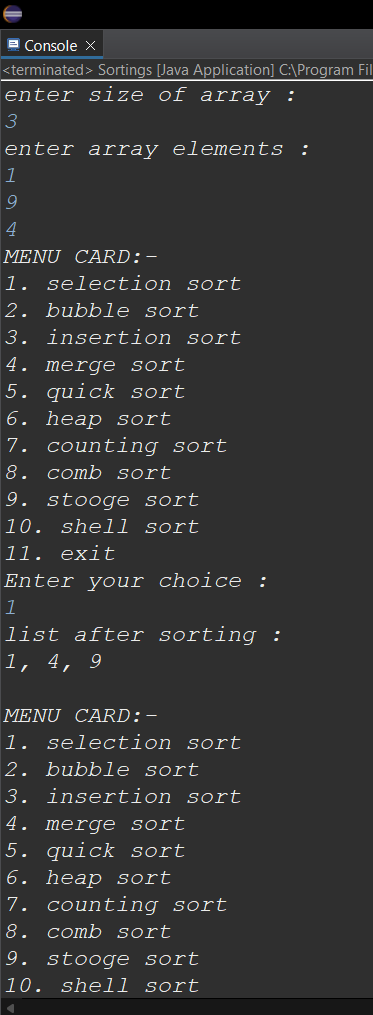 Console
<terminated> Sortings [Java Application] C:\Program Fil
enter size of array :
3
enter array elements :
1
9
4
MENU CARD:-
1. selection sort
2. bubble sort
3. insertion sort
4. merge sort
5. quick sort
6. heap sort
7. counting sort
8. comb sort
9. stooge sort
10. shell sort
11. exit
Enter your choice :
1
list after sorting :
1, 4, 9
MENU CARD:-
1. selection sort
2. bubble sort
3. insertion sort
4. merge sort
5. quick sort
6. heap sort
7. counting sort
8. comb sort
9. stooge sort
10. shell sort